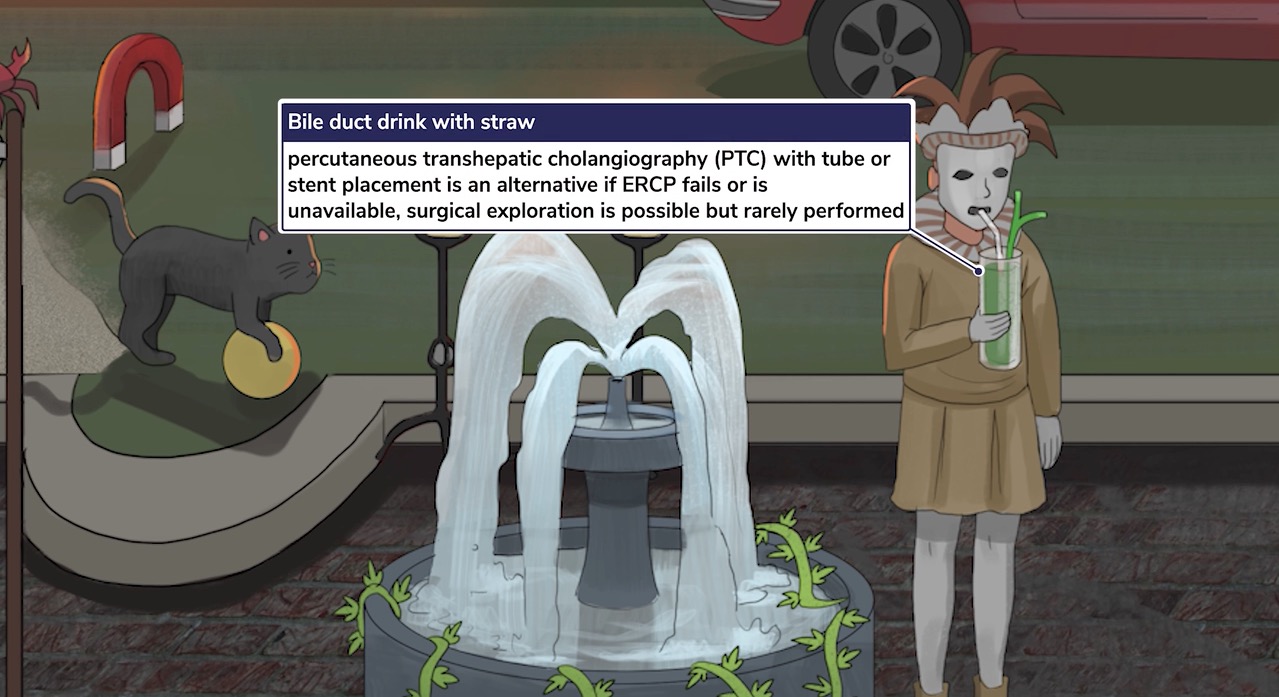 Bile duct drink with straw
percutaneous transhepatic cholangiography (PTC) with tube or
stent placement is an alternative if ERCP fails or is
unavailable, surgical exploration is possible but rarely performed